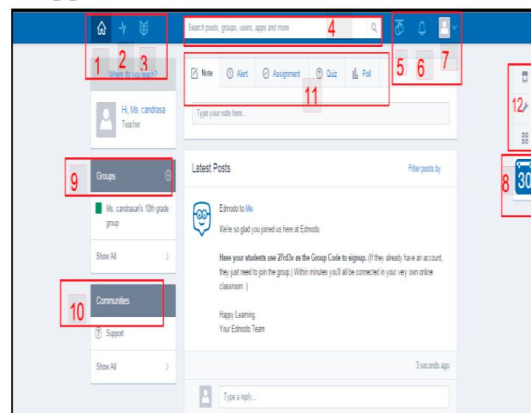 Search posts, groups, users, apps and more
1
2
3
4
5
6
7
Where do you teach?
Note
Alert
Assignment
Quiz
Poll
11
12
Hi, Ms. candrasa
Teacher
Type your note here...
9
Groups
Latest Posts
Filter posts by
8
30
Ms. candrasari's 10th grade
group
Edmodo to Me
We're so glad you joined us here at Edmodo.
Show All
Have your students use 2frd3v as the Group Code to signup. (If they already have an account,
they just need to join the group.) Within minutes you'll all be connected in your very own online
classroom :)
10
Communities
Happy Learning,
Your Edmodo Team
Support
Show All
3 seconds ago
Type a reply...